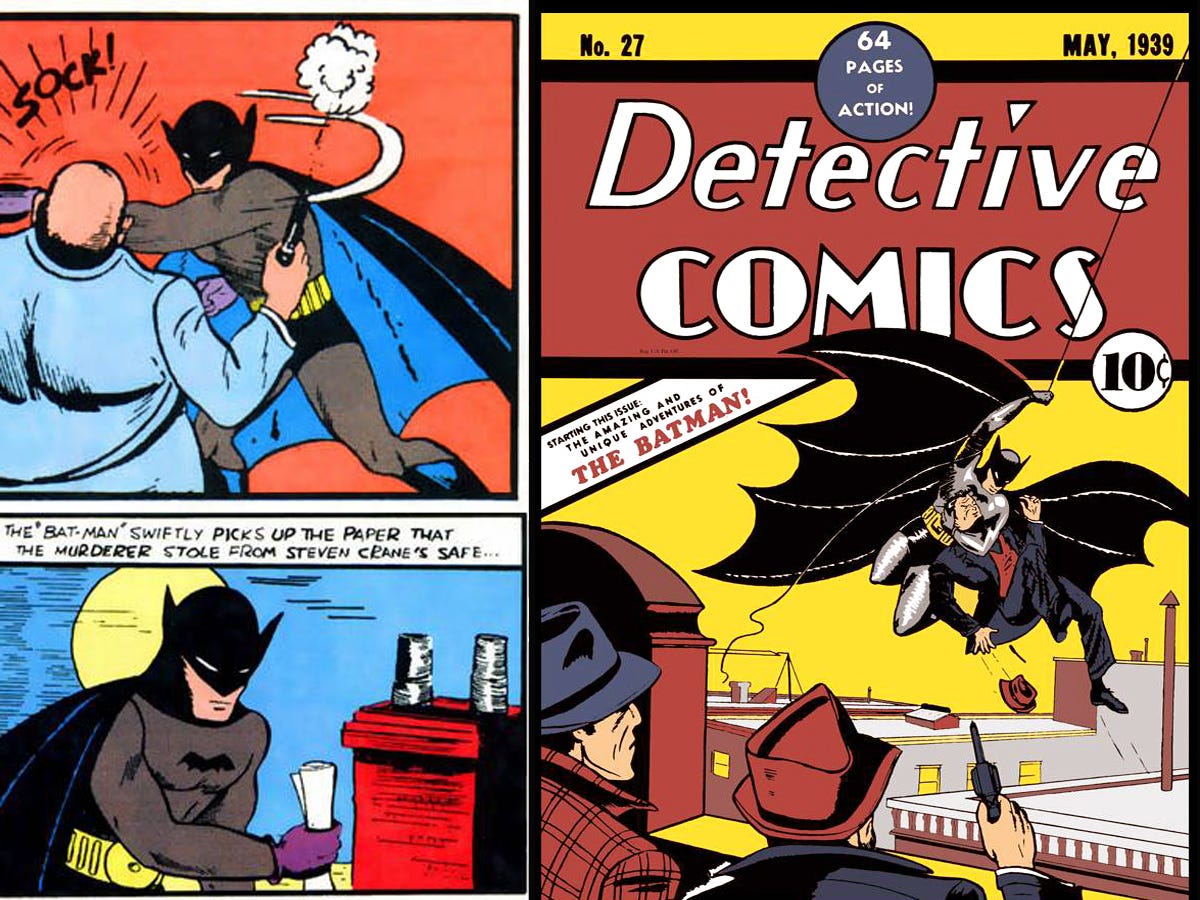 SOCK!
THE "BAT-MAN" SWIFTLY PICKS UP THE PAPER THAT
THE MURDERER STOLE FROM STEVEN CRANE'S SAFE...
No. 27
64
PAGES
OF
ACTION!
MAY, 1939
Detective
COMICS
10¢
STARTING THIS ISSUE:
THE AMAZING AND
UNIQUE ADVENTURES OF
THE BATMAN!